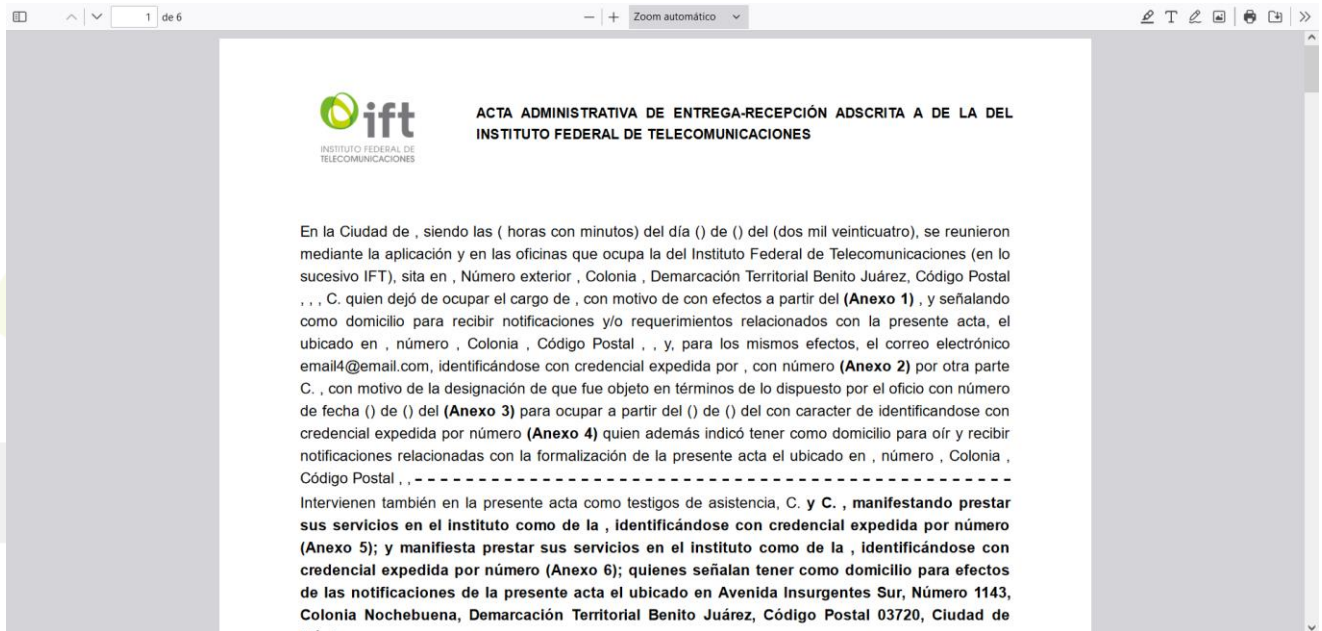 1 de 6
Zoom automático
ift
INSTITUTO FEDERAL DE
TELECOMUNICACIONES
ACTA ADMINISTRATIVA DE ENTREGA-RECEPCIÓN ADSCRITA A DE LA DEL
INSTITUTO FEDERAL DE TELECOMUNICACIONES
En la Ciudad de , siendo las ( horas con minutos) del día () de () del (dos mil veinticuatro), se reunieron
mediante la aplicación y en las oficinas que ocupa la del Instituto Federal de Telecomunicaciones (en lo
sucesivo IFT), sita en , Número exterior , Colonia , Demarcación Territorial Benito Juárez, Código Postal
, , , C. quien dejó de ocupar el cargo de , con motivo de con efectos a partir del (Anexo 1) , y señalando
como domicilio para recibir notificaciones y/o requerimientos relacionados con la presente acta, el
ubicado en , número , Colonia , Código Postal , , y, para los mismos efectos, el correo electrónico
email4@email.com, identificándose con credencial expedida por , con número (Anexo 2) por otra parte
C. , con motivo de la designación de que fue objeto en términos de lo dispuesto por el oficio con número
de fecha () de () del (Anexo 3) para ocupar a partir del () de () del con caracter de identificandose con
credencial expedida por número (Anexo 4) quien además indicó tener como domicilio para oír y recibir
notificaciones relacionadas con la formalización de la presente acta el ubicado en , número , Colonia ,
Código Postal , , - - - - - - - - - - - - - - - - - - - - - - - - - - - - - - - - - - - - - - - - - - - - - - - -
Intervienen también en la presente acta como testigos de asistencia, C. y C. , manifestando prestar
sus servicios en el instituto como de la , identificándose con credencial expedida por número
(Anexo 5); y manifiesta prestar sus servicios en el instituto como de la , identificándose con
credencial expedida por número (Anexo 6); quienes señalan tener como domicilio para efectos
de las notificaciones de la presente acta el ubicado en Avenida Insurgentes Sur, Número 1143,
Colonia Nochebuena, Demarcación Territorial Benito Juárez, Código Postal 03720, Ciudad de